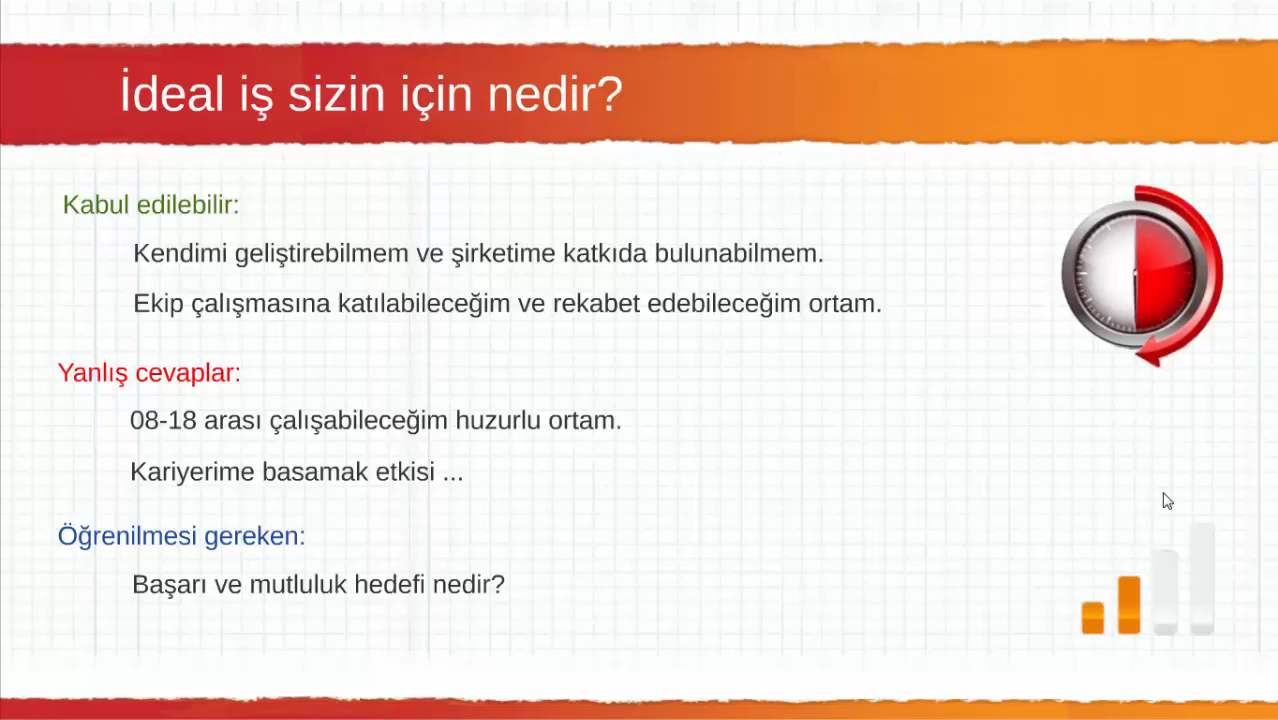 İdeal iş sizin için nedir?
Kabul edilebilir:
Kendimi geliştirebilmem ve şirketime katkıda bulunabilmem.
Ekip çalışmasına katılabileceğim ve rekabet edebileceğim ortam.
Yanlış cevaplar:
08-18 arası çalışabileceğim huzurlu ortam.
Kariyerime basamak etkisi ...
Öğrenilmesi gereken:
Başarı ve mutluluk hedefi nedir?